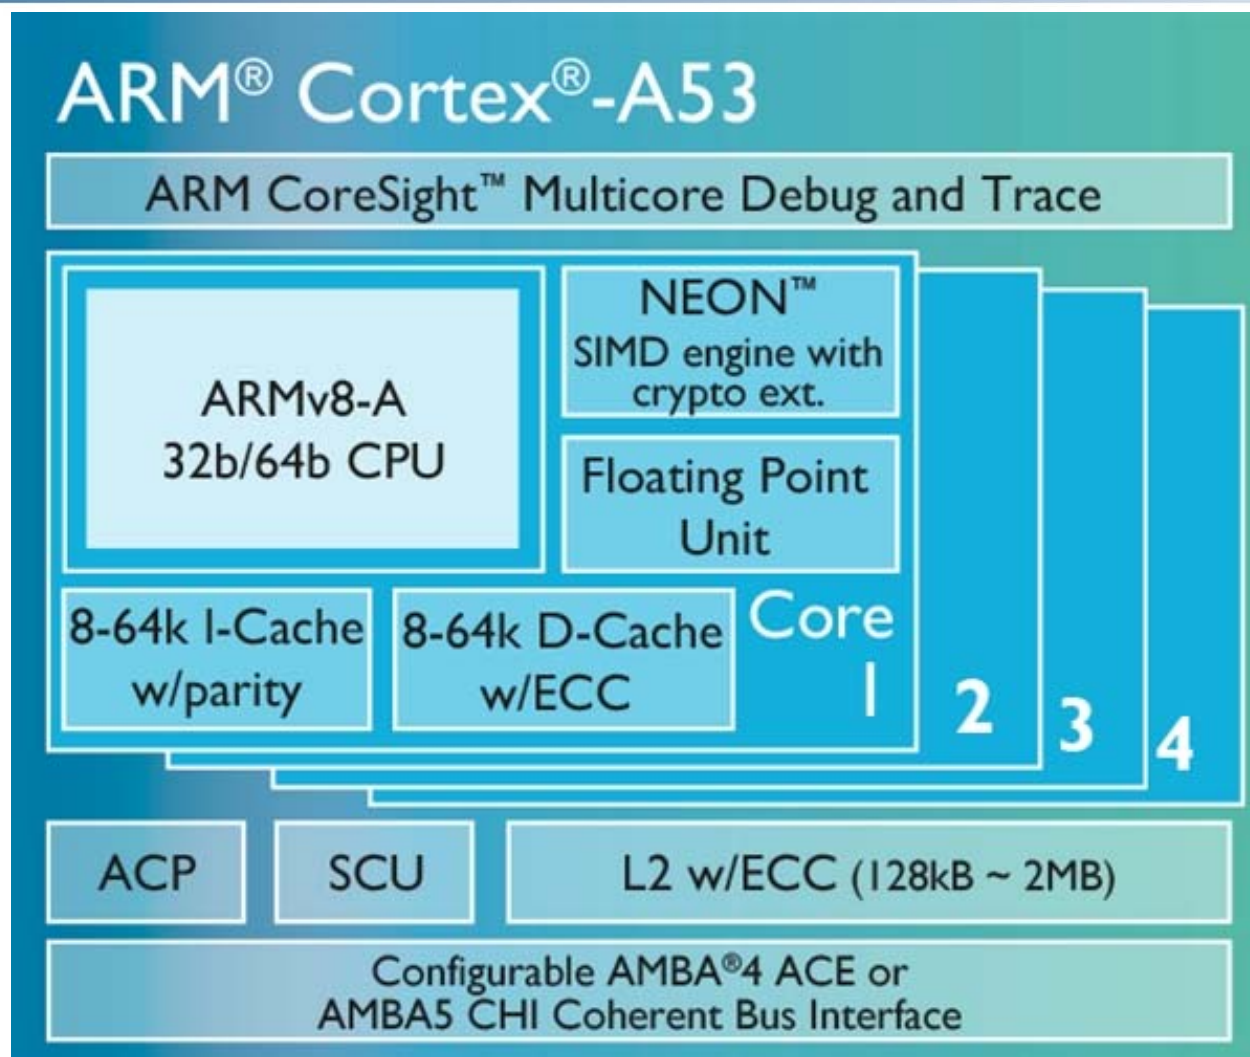 ARM® Cortex®-A53
ARM CoreSight™ Multicore Debug and Trace
ARMv8-A
32b/64b CPU
NEON™
SIMD engine with
crypto ext.
Floating Point
Unit
8-64k I-Cache
w/parity
8-64k D-Cache
w/ECC
Core
1
2
3
4
ACP
SCU
L2 w/ECC (128kB ~ 2MB)
Configurable AMBA®4 ACE or
AMBA5 CHI Coherent Bus Interface